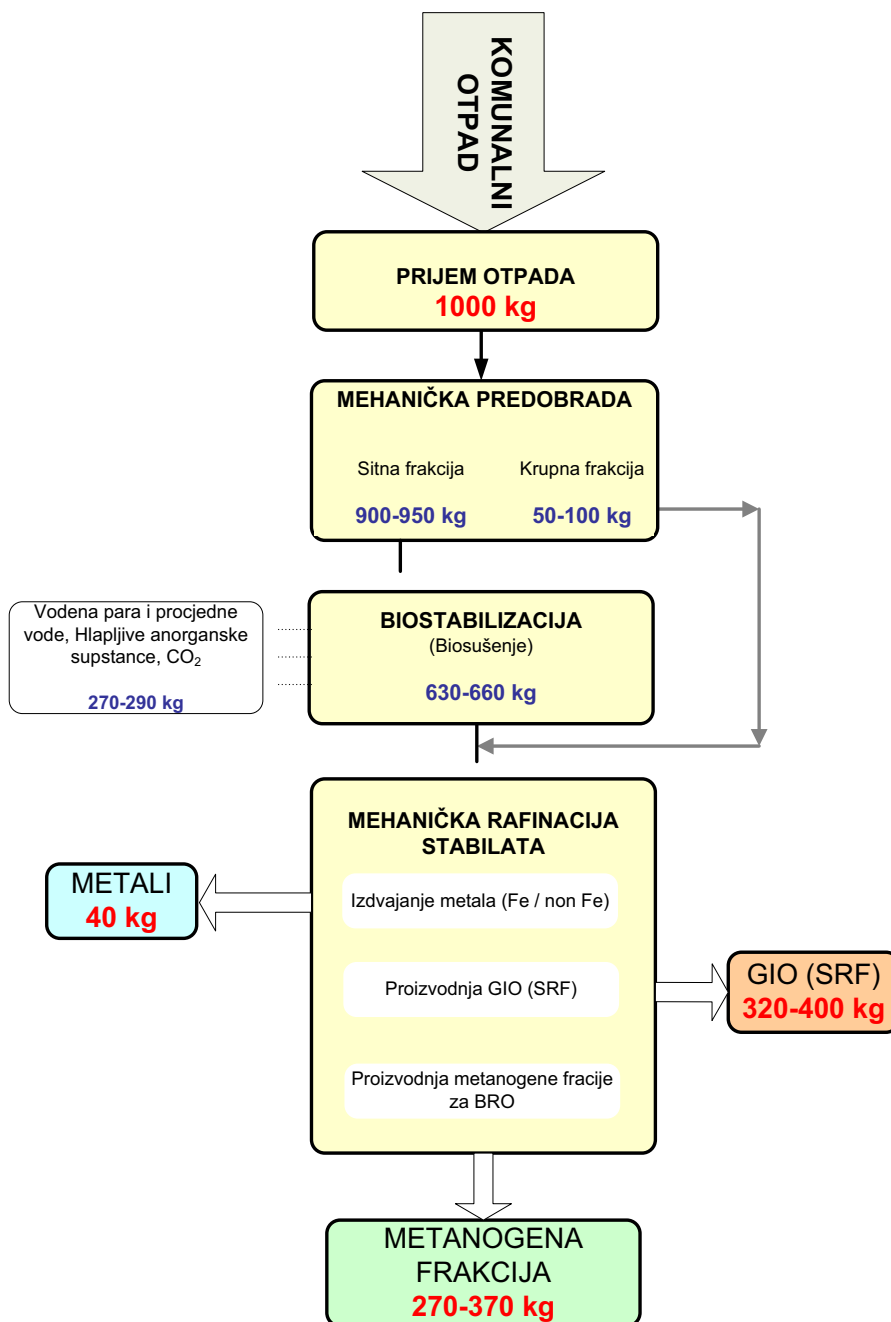 KOMUNALNI
OTPAD
PRIJEM OTPADA
1000 kg
MEHANIČKA PREDOBRADA
Sitna frakcija
900-950 kg
Krupna frakcija
50-100 kg
Vodena para i procjedne
vode, Hlapljive anorganske
supstance, CO₂
270-290 kg
BIOSTABILIZACIJA
(Biosušenje)
630-660 kg
MEHANIČKA RAFINACIJA
STABILATA
Izdvajanje metala (Fe / non Fe)
Proizvodnja GIO (SRF)
Proizvodnja metanogene fracije
za BRO
METALI
40 kg
GIO (SRF)
320-400 kg
METANOGENA
FRAKCIJA
270-370 kg